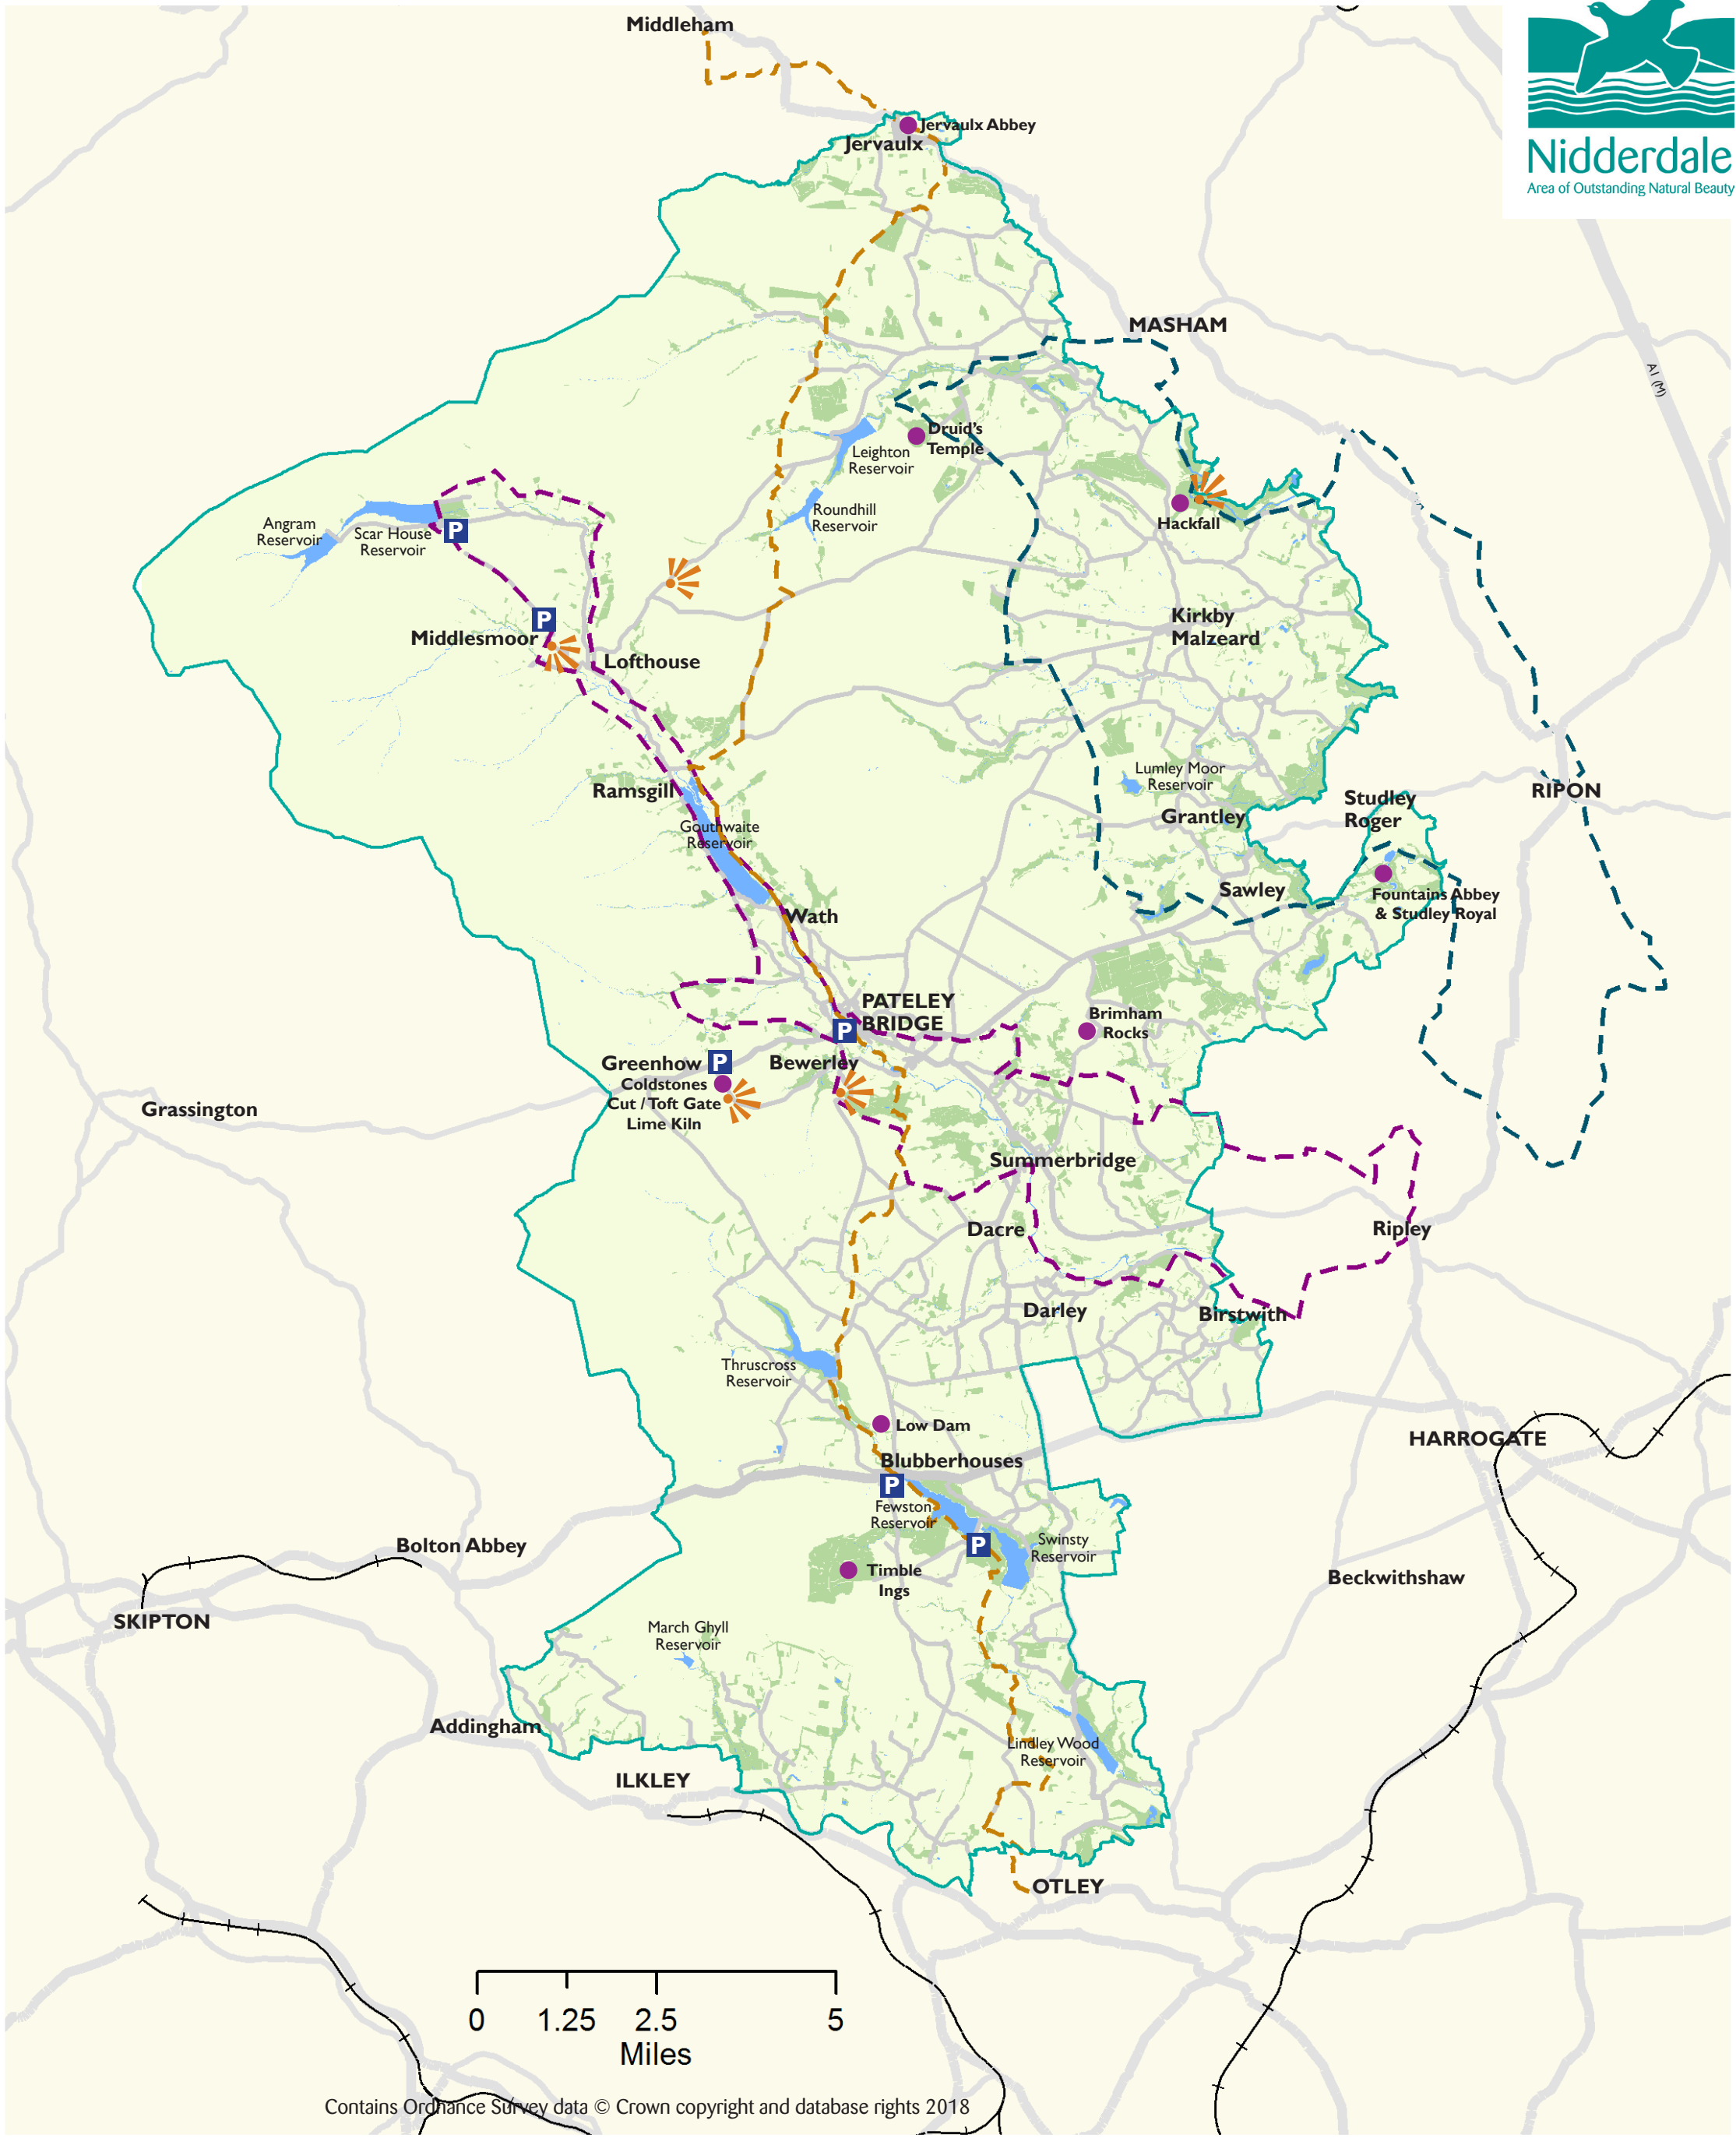 Middleham
Nidderdale
Area of Outstanding Natural Beauty
Jervaulx Abbey
Jervaulx
MASHAM
A1 (M)
Druid's
Temple
Leighton
Reservoir
Roundhill
Reservoir
Hackfall
Angram
Reservoir
Scar House
Reservoir
P
P
Middlesmoor
Lofthouse
Kirkby
Malzeard
Ramsgill
Gouthwaite
Reservoir
Lumley Moor
Reservoir
Grantley
Studley
Roger
RIPON
Sawley
Fountains Abbey
& Studley Royal
Wath
PATELEY
BRIDGE
P
Brimham
Rocks
Greenhow
P
Bewerley
Coldstones
Cut / Toft Gate
Lime Kiln
Grassington
Summerbridge
Dacre
Ripley
Darley
Birstwith
Thruscross
Reservoir
Low Dam
HARROGATE
Blubberhouses
P
Fewston
Reservoir
P
Swinsty
Reservoir
Bolton Abbey
Timble
Ings
Beckwithshaw
SKIPTON
March Ghyll
Reservoir
Addingham
Lindley Wood
Reservoir
ILKLEY
OTLEY
0 1.25 2.5 5
Miles
Contains Ordnance Survey data © Crown copyright and database rights 2018